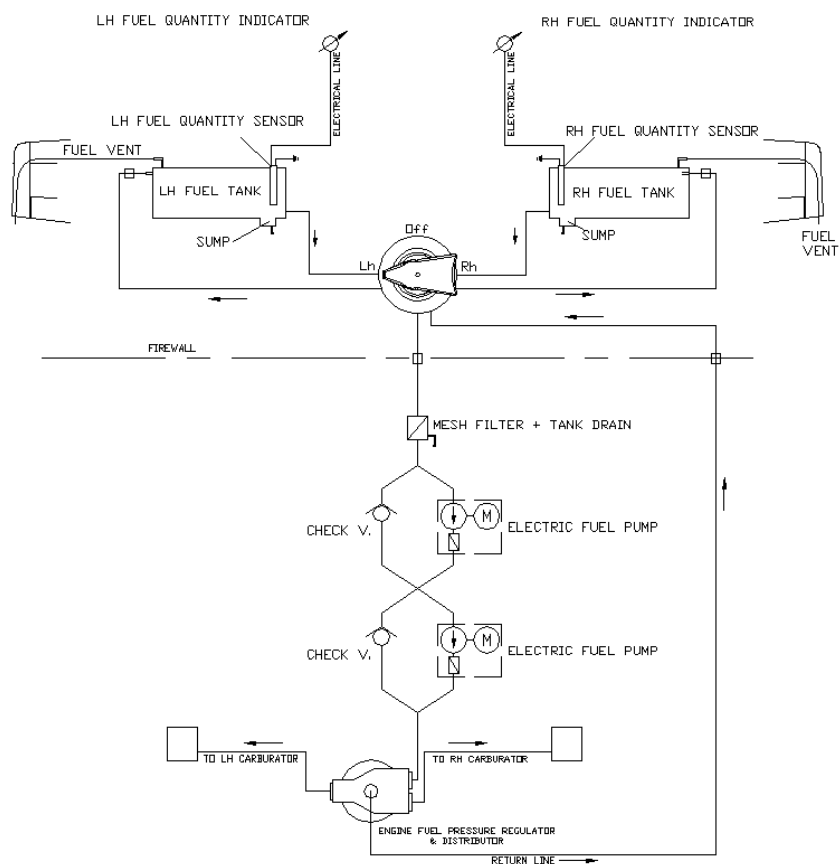 LH FUEL QUANTITY INDICATOR
RH FUEL QUANTITY INDICATOR
ELECTRICAL LINE
ELECTRICAL LINE
LH FUEL QUANTITY SENSOR
RH FUEL QUANTITY SENSOR
FUEL VENT
LH FUEL TANK
RH FUEL TANK
SUMP
SUMP
FUEL
VENT
Off
Lh
Rh
FIREWALL
MESH FILTER + TANK DRAIN
CHECK V.
M
ELECTRIC FUEL PUMP
CHECK V.
M
ELECTRIC FUEL PUMP
TO LH CARBURATOR
TO RH CARBURATOR
ENGINE FUEL PRESSURE REGULATOR
& DISTRIBUTOR
RETURN LINE